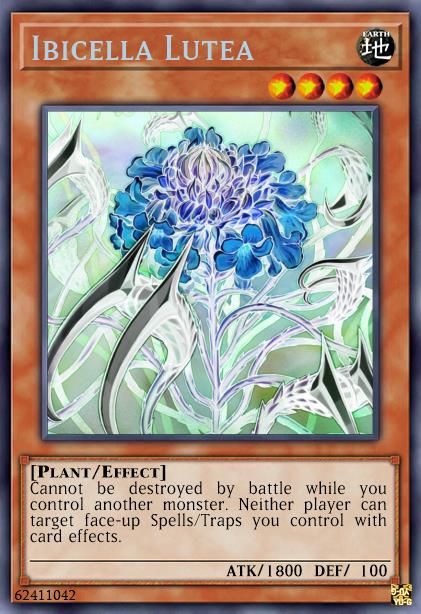 Ibicella Lutea
EARTH
地
[Plant/Effect]
Cannot be destroyed by battle while you
control another monster. Neither player can
target face-up Spells/Traps you control with
card effects.
ATK/1800 DEF/ 100
62411042